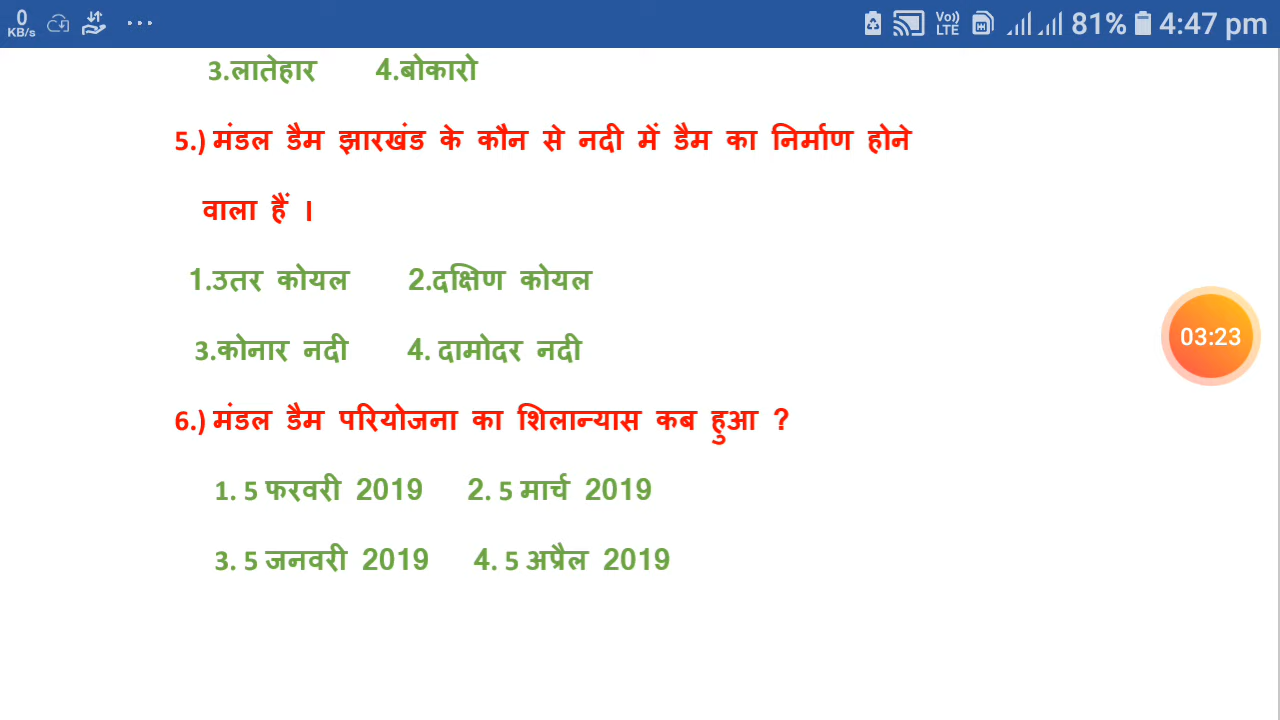 0 KB/s ... Vo)) LTE 81% 4:47 pm
3.लातेहार 4.बोकारो
5.) मंडल डैम झारखंड के कौन से नदी में डैम का निर्माण होने
वाला हैं ।
1.उतर कोयल 2.दक्षिण कोयल
03:23
3.कोनार नदी 4. दामोदर नदी
6.) मंडल डैम परियोजना का शिलान्यास कब हुआ ?
1. 5 फरवरी 2019 2. 5 मार्च 2019
3. 5 जनवरी 2019 4. 5 अप्रैल 2019